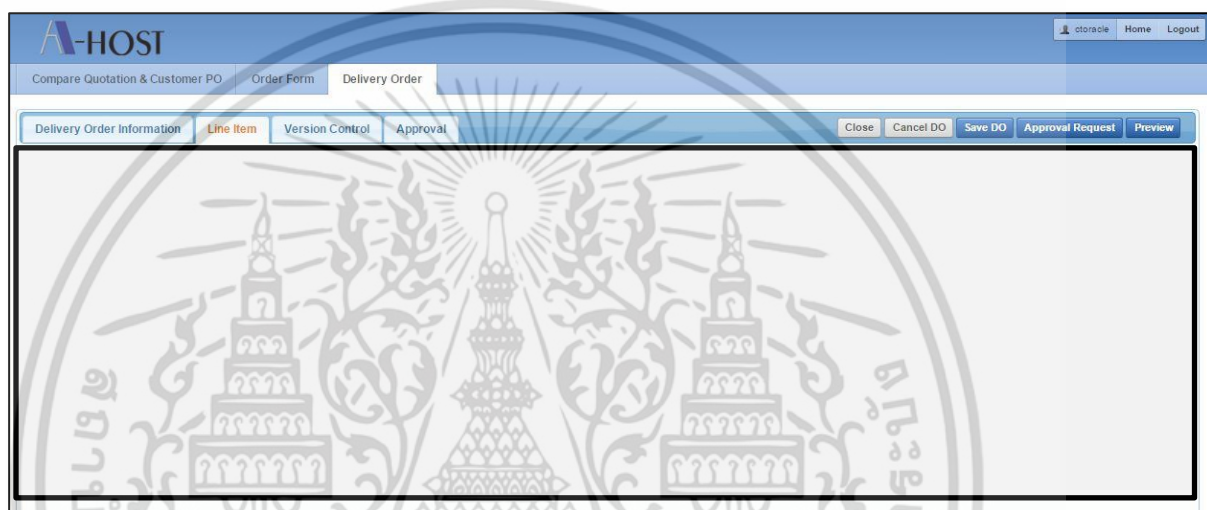 A-HOST
ctoracle Home Logout
Compare Quotation & Customer PO Order Form Delivery Order
Delivery Order Information Line Item Version Control Approval Close Cancel DO Save DO Approval Request Preview